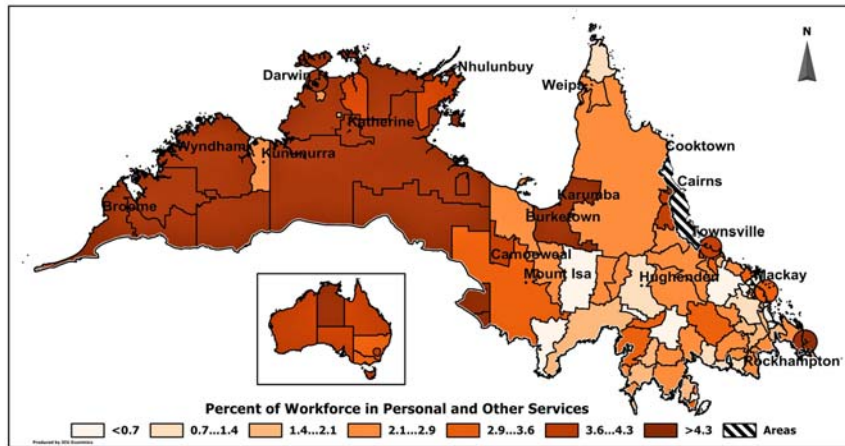 N
Darwin
Nhulunbuy
Weipa
Katherine
Cooktown
Wyndham
Kununurra
Cairns
Karumba
Broome
Burketown
Townsville
Camooweal
Mount Isa
Hughenden
Mackay
Rockhampton
Percent of Workforce in Personal and Other Services
<0.7 0.7...1.4 1.4...2.1 2.1...2.9 2.9...3.6 3.6...4.3 >4.3 Areas